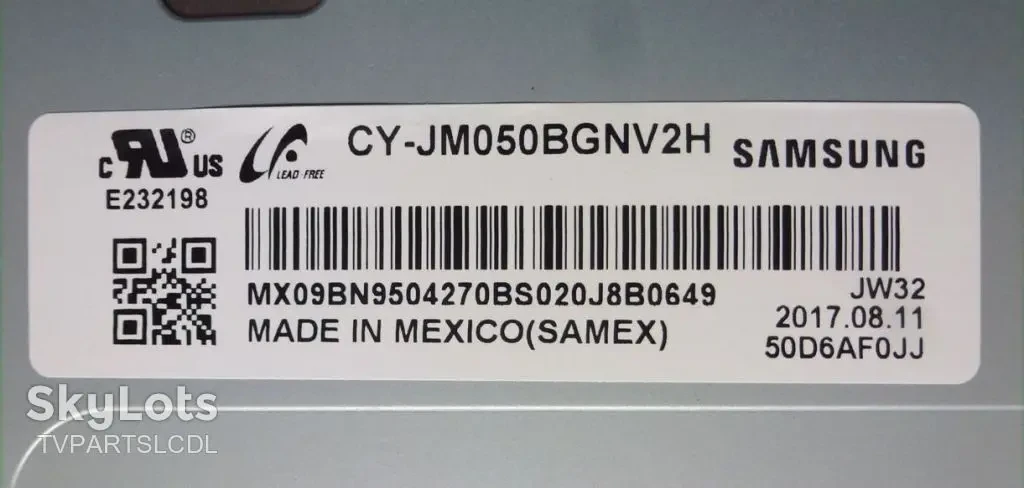 c RU® US
E232198
LEAD FREE
CY-JM050BGNV2H
SAMSUNG
MX09BN9504270BS020J8B0649
MADE IN MEXICO(SAMEX)
JW32
2017.08.11
50D6AF0JJ
SkyLots
TVPARTSLCDL